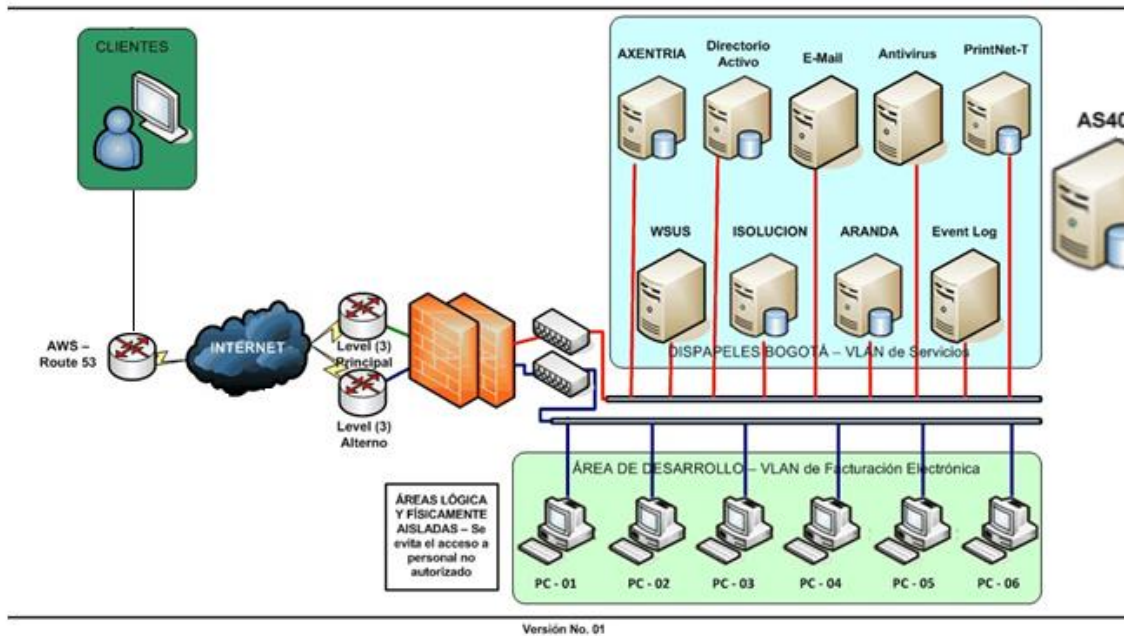 CLIENTES
AXENTRIA
Directorio
Activo
E-Mail
Antivirus
PrintNet-T
AS40
WSUS
ISOLUCION
ARANDA
Event Log
DISPAPELES BOGOTÁ – VLAN de Servicios
AWS –
Route 53
INTERNET
Level (3)
Principal
Level (3)
Alterno
ÁREA DE DESARROLLO – VLAN de Facturación Electrónica
ÁREAS LÓGICA
Y FÍSICAMENTE
AISLADAS – Se
evita el acceso a
personal no
autorizado
PC - 01
PC - 02
PC - 03
PC - 04
PC - 05
PC - 06
Versión No. 01